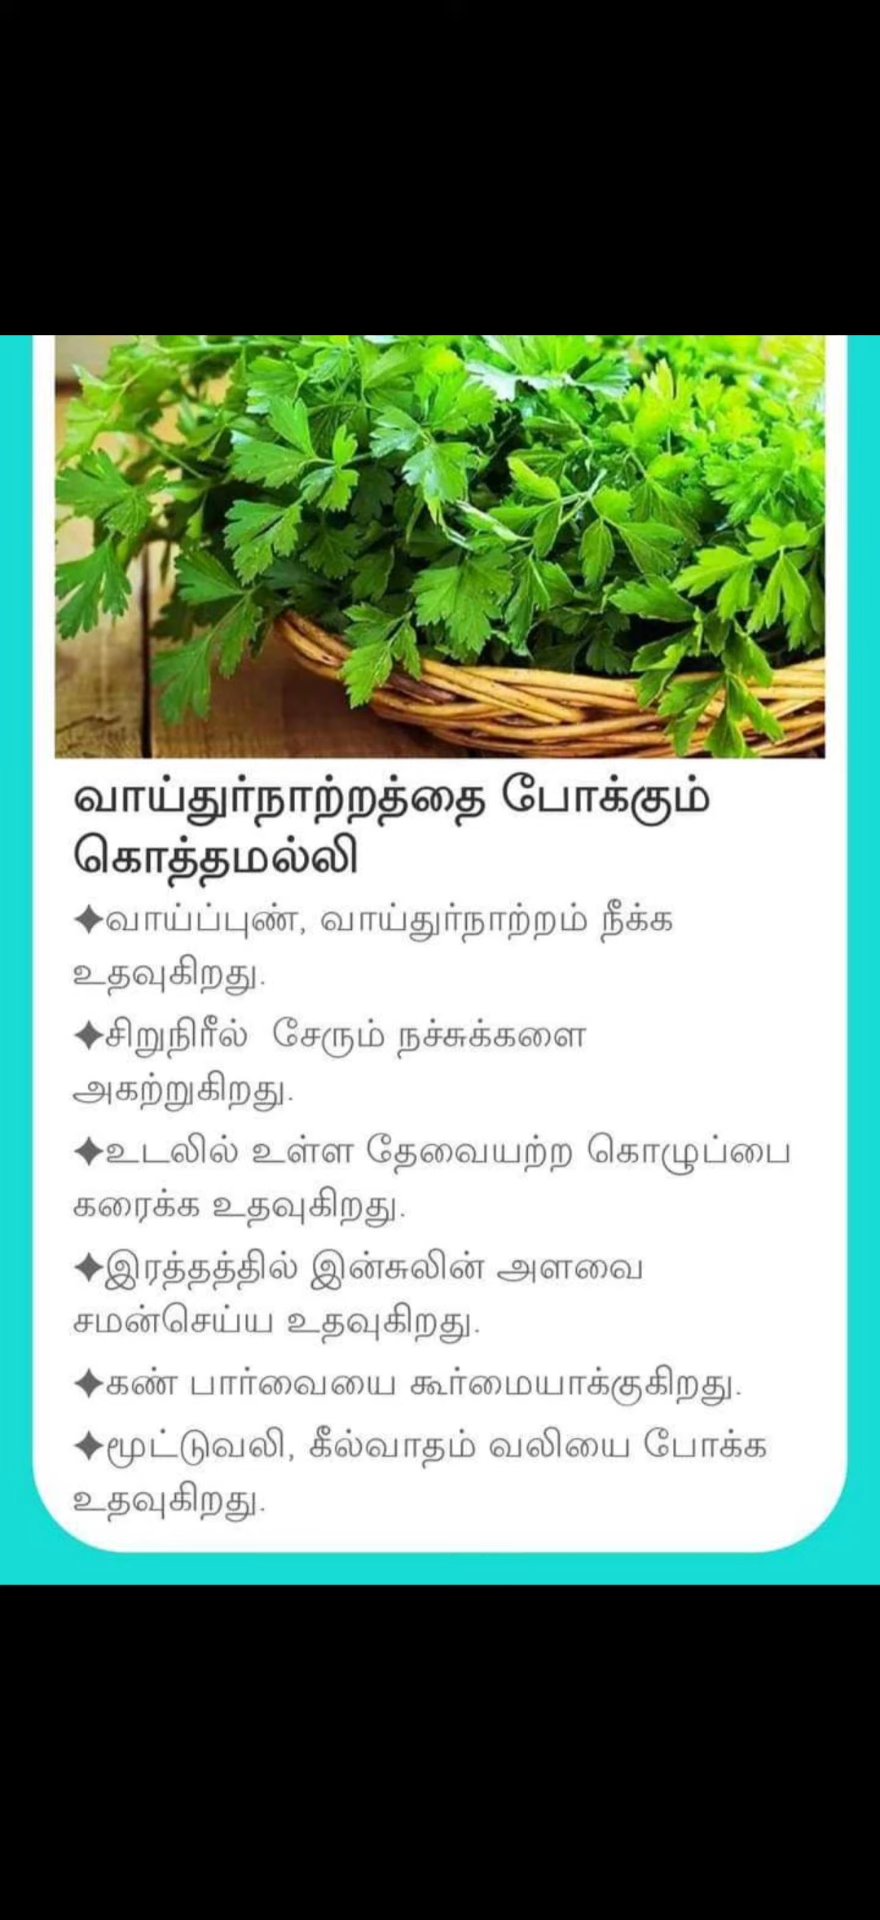 வாய்துர்நாற்றத்தை போக்கும்
கொத்தமல்லி
✦வாய்ப்புண், வாய்துர்நாற்றம் நீக்க
உதவுகிறது.
✦சிறுநிரீல் சேரும் நச்சுக்களை
அகற்றுகிறது.
✦உடலில் உள்ள தேவையற்ற கொழுப்பை
கரைக்க உதவுகிறது.
✦இரத்தத்தில் இன்சுலின் அளவை
சமன்செய்ய உதவுகிறது.
✦கண் பார்வையை கூர்மையாக்குகிறது.
✦மூட்டுவலி, கீல்வாதம் வலியை போக்க
உதவுகிறது.